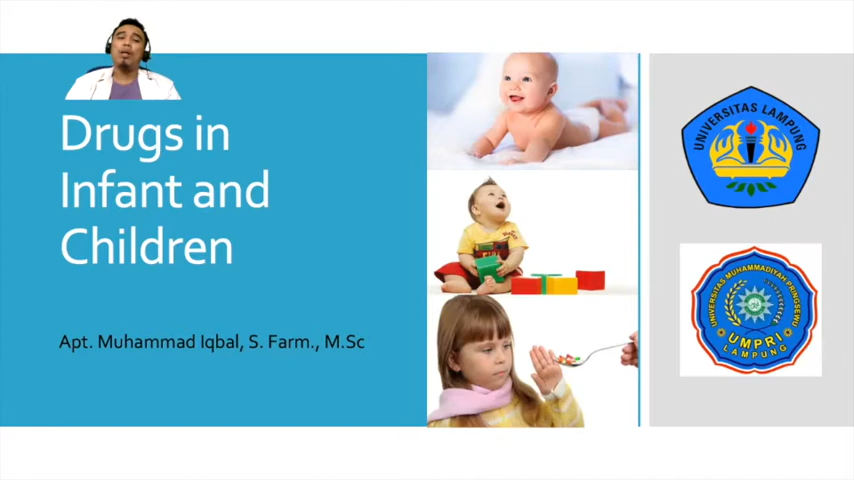 Drugs in
Infant and
Children
Apt. Muhammad Iqbal, S. Farm., M.Sc
UNIVERSITAS LAMPUNG
UNIVERSITAS MUHAMMADIYAH PRINGSEWU
UMPRI
LAMPUNG